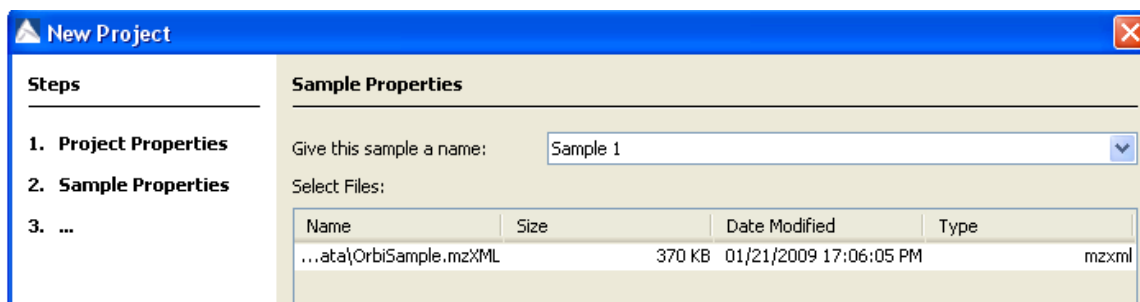 New Project
Steps
1. Project Properties
2. Sample Properties
3. ...
Sample Properties
Give this sample a name: Sample 1
Select Files:
Name Size Date Modified Type
...ata\OrbiSample.mzXML 370 KB 01/21/2009 17:06:05 PM mzxml